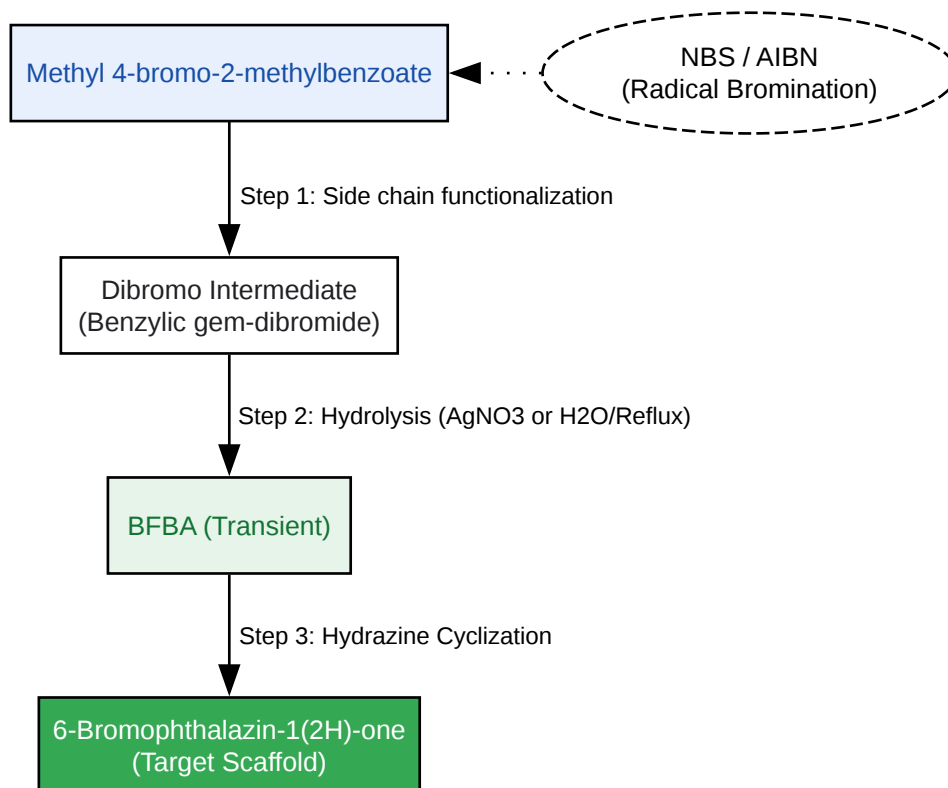 Methyl 4-bromo-2-methylbenzoate
NBS / AIBN
(Radical Bromination)
Step 1: Side chain functionalization
Dibromo Intermediate
(Benzylic gem-dibromide)
Step 2: Hydrolysis (AgNO3 or H2O/Reflux)
BFBA (Transient)
Step 3: Hydrazine Cyclization
6-Bromophthalazin-1(2H)-one
(Target Scaffold)